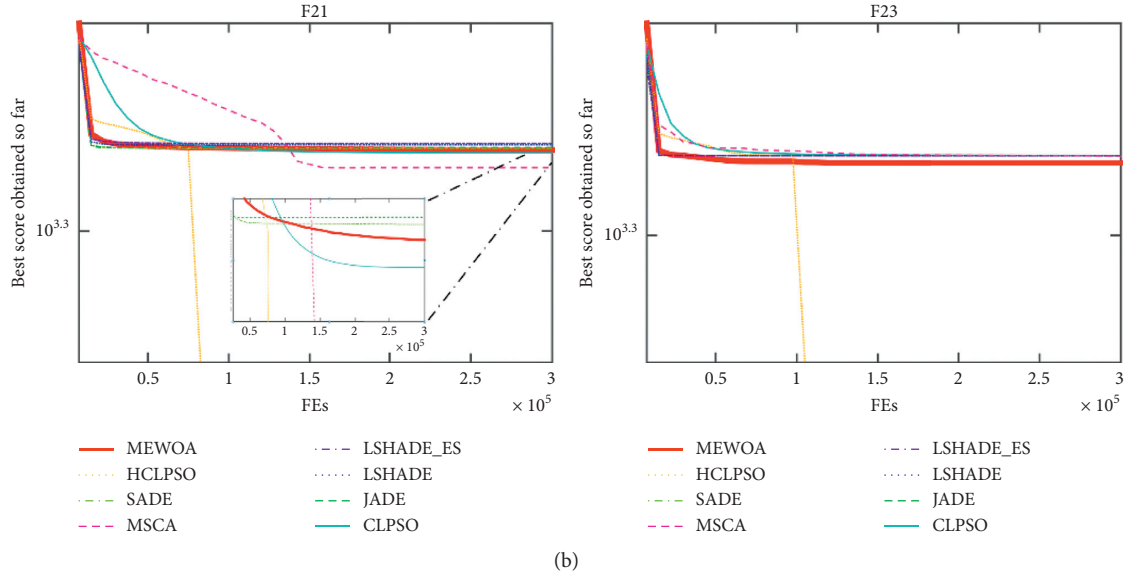 F21
Best score obtained so far
10^3.3
0.5 1 1.5 2 2.5 3
× 10^5
0.5 1 1.5 2 2.5 3
FEs × 10^5
MEWOA
HCLPSO
SADE
MSCA
LSHADE_ES
LSHADE
JADE
CLPSO
F23
Best score obtained so far
10^3.3
0.5 1 1.5 2 2.5 3
FEs × 10^5
MEWOA
HCLPSO
SADE
MSCA
LSHADE_ES
LSHADE
JADE
CLPSO
(b)